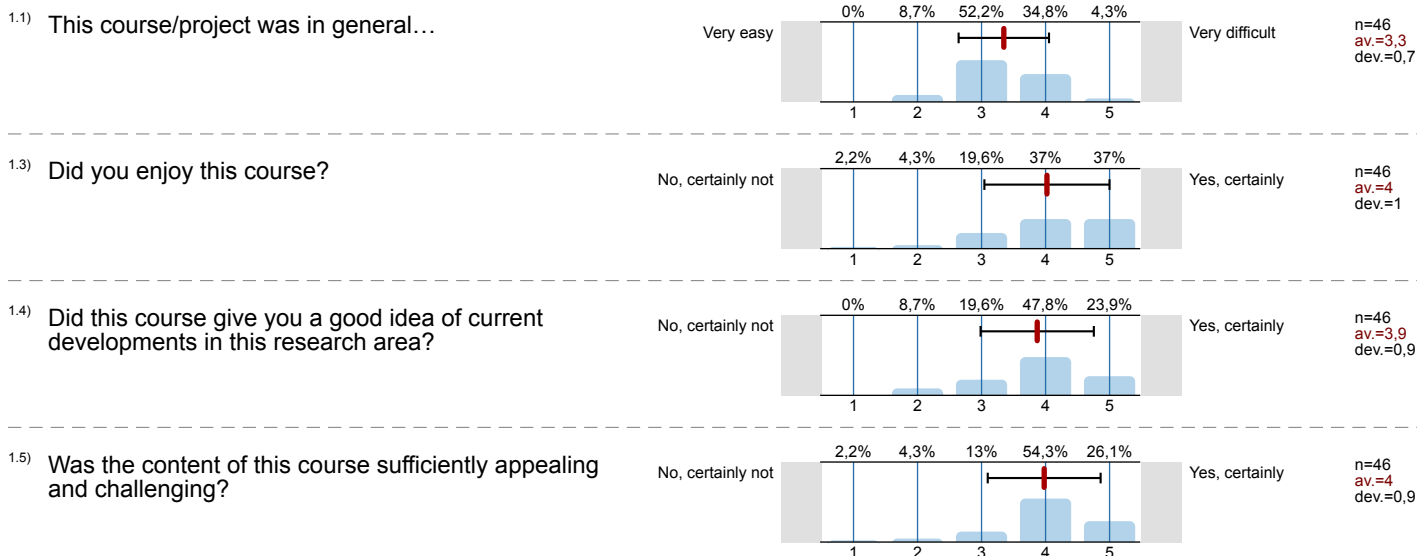 1.1) This course/project was in general…
0% 8,7% 52,2% 34,8% 4,3%
Very easy
Very difficult
n=46
av.=3,3
dev.=0,7
1 2 3 4 5
1.3) Did you enjoy this course?
2,2% 4,3% 19,6% 37% 37%
No, certainly not
Yes, certainly
n=46
av.=4
dev.=1
1 2 3 4 5
1.4) Did this course give you a good idea of current
developments in this research area?
0% 8,7% 19,6% 47,8% 23,9%
No, certainly not
Yes, certainly
n=46
av.=3,9
dev.=0,9
1 2 3 4 5
1.5) Was the content of this course sufficiently appealing
and challenging?
2,2% 4,3% 13% 54,3% 26,1%
No, certainly not
Yes, certainly
n=46
av.=4
dev.=0,9
1 2 3 4 5